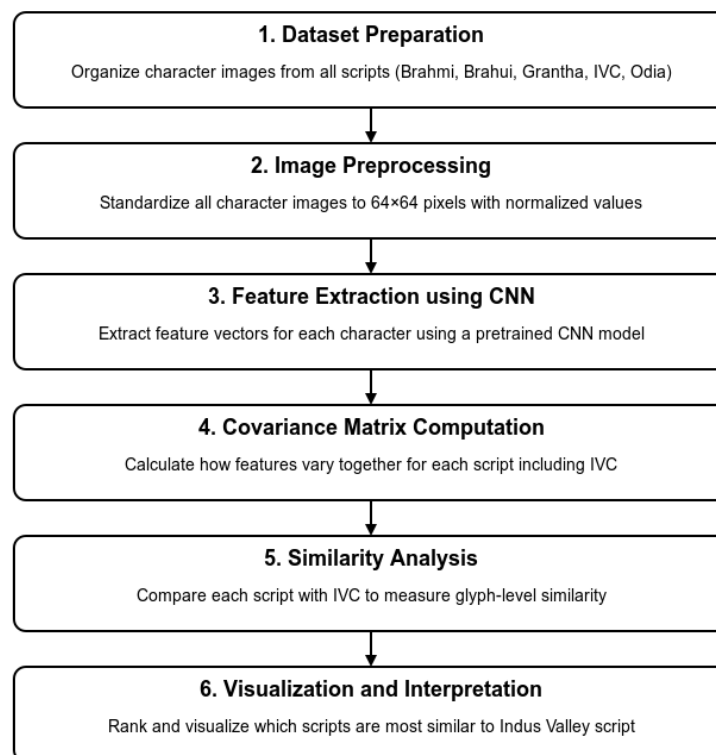 1. Dataset Preparation
Organize character images from all scripts (Brahmi, Brahui, Grantha, IVC, Odia)
2. Image Preprocessing
Standardize all character images to 64×64 pixels with normalized values
3. Feature Extraction using CNN
Extract feature vectors for each character using a pretrained CNN model
4. Covariance Matrix Computation
Calculate how features vary together for each script including IVC
5. Similarity Analysis
Compare each script with IVC to measure glyph-level similarity
6. Visualization and Interpretation
Rank and visualize which scripts are most similar to Indus Valley script